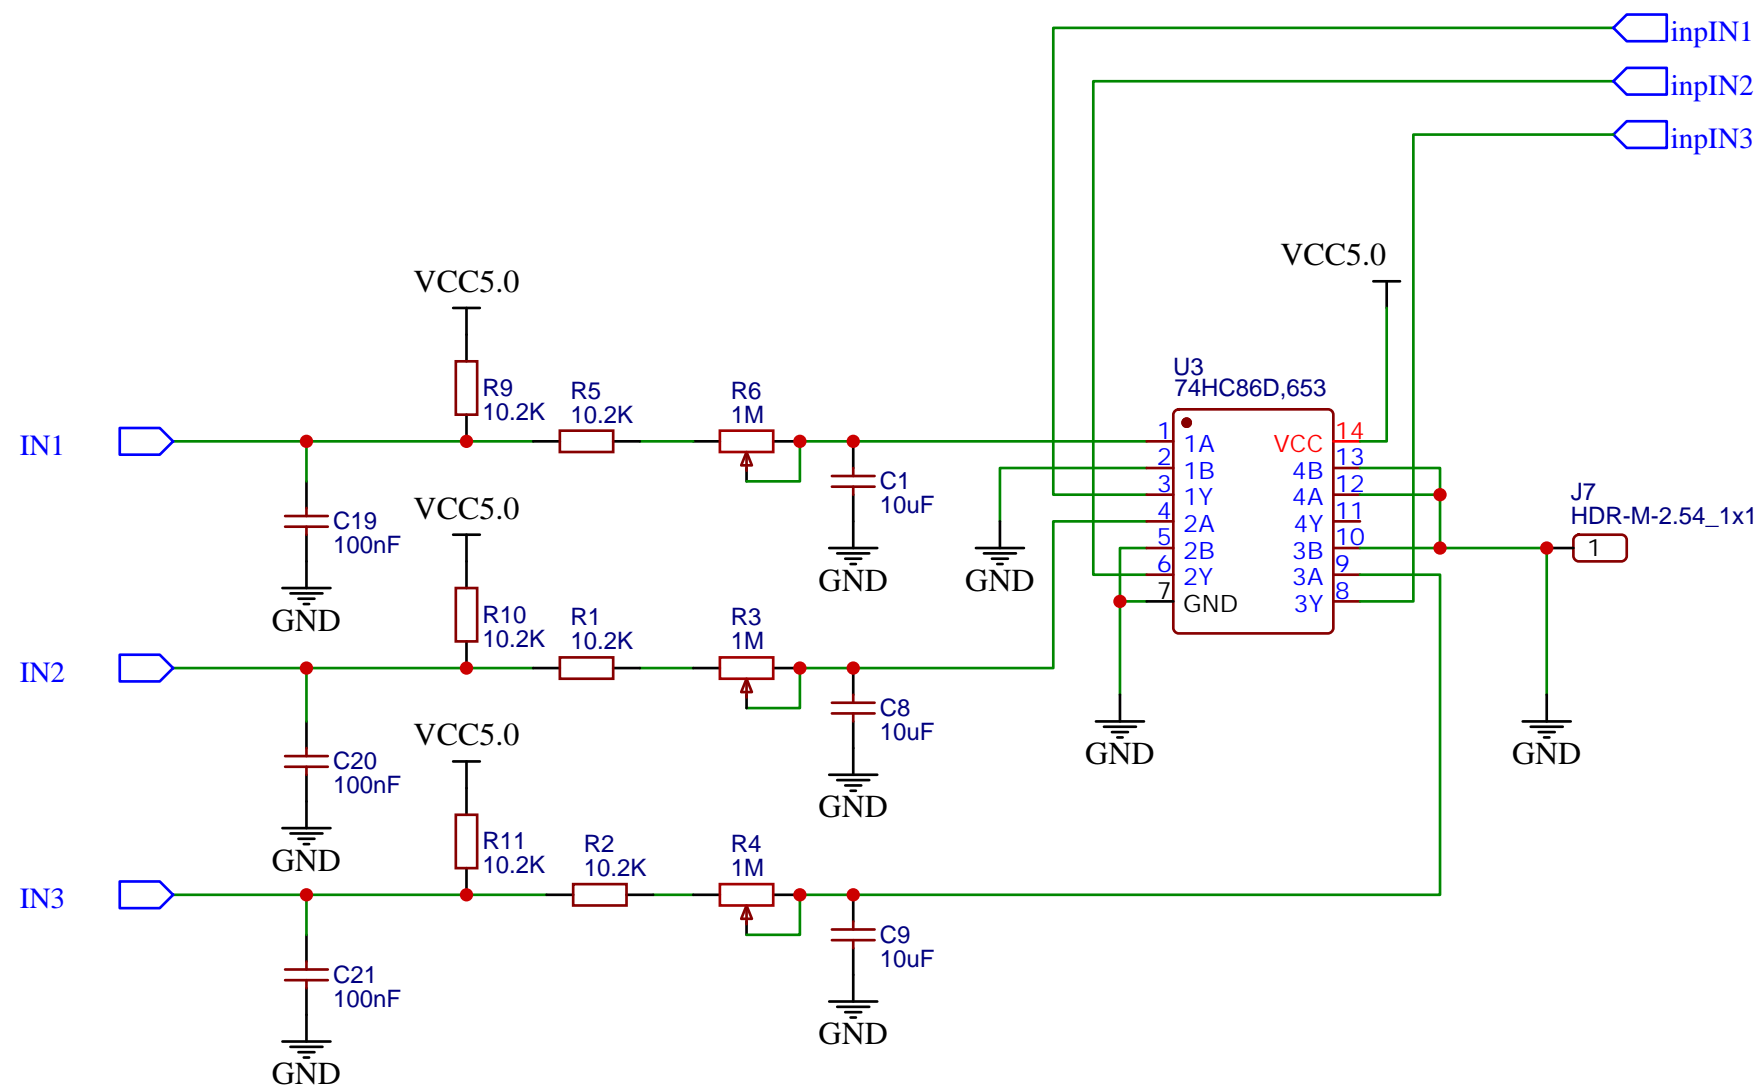 inpIN1
inpIN2
inpIN3
VCC5.0
VCC5.0
U3
74HC86D,653
R9
10.2K
R5
10.2K
R6
1M
IN1
1
2
3
4
5
6
7
1A
1B
1Y
2A
2B
2Y
GND
VCC
4B
4A
4Y
3B
3A
3Y
14
13
12
11
10
9
8
J7
HDR-M-2.54_1x1
1
C19
100nF
GND
C1
10uF
GND
GND
VCC5.0
R10
10.2K
R1
10.2K
R3
1M
IN2
C20
100nF
GND
C8
10uF
GND
GND
GND
VCC5.0
R11
10.2K
R2
10.2K
R4
1M
IN3
C21
100nF
GND
C9
10uF
GND